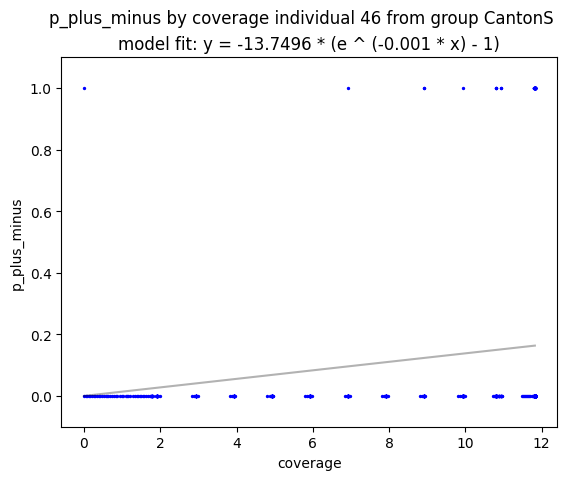 p_plus_minus by coverage individual 46 from group CantonS
model fit: y = -13.7496 * (e ^ (-0.001 * x) - 1)
1.0
0.8
0.6
0.4
0.2
0.0
p_plus_minus
0 2 4 6 8 10 12
coverage